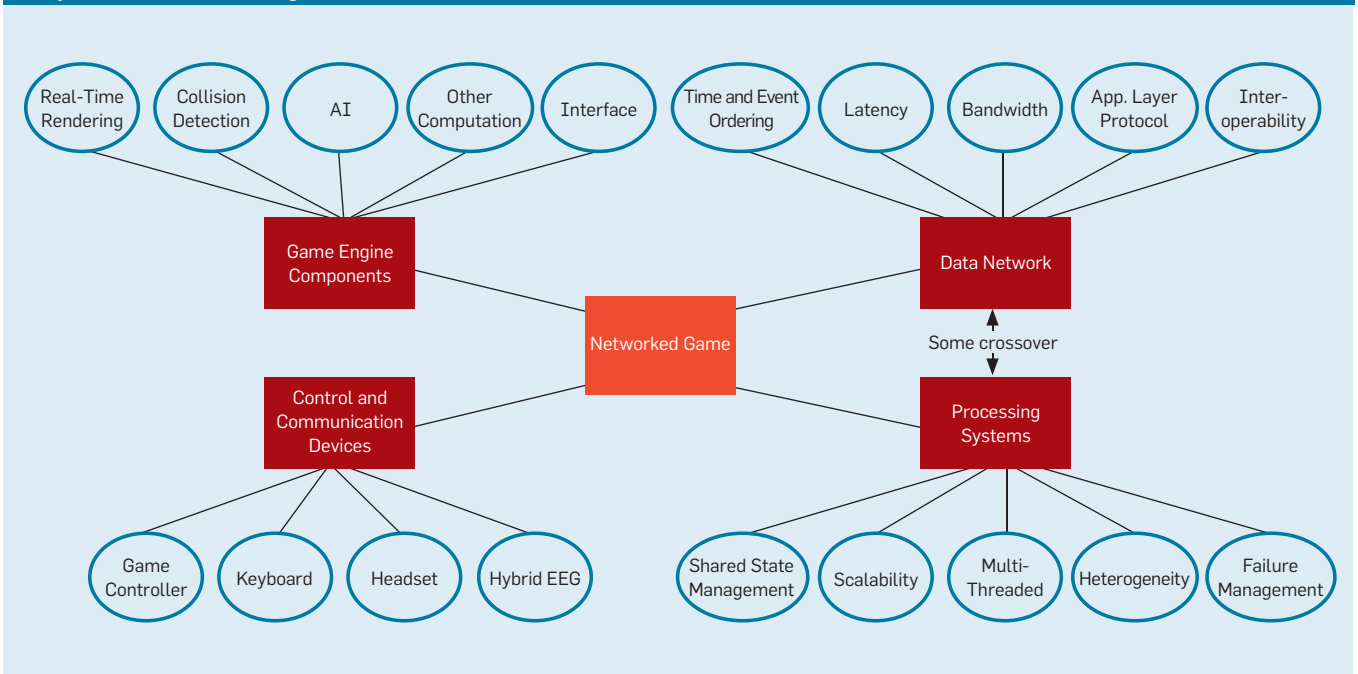 Real-Time
Rendering
Collision
Detection
AI
Other
Computation
Interface
Time and Event
Ordering
Latency
Bandwidth
App. Layer
Protocol
Inter-
operability
Game Engine
Components
Data Network
Networked Game
Some crossover
Control and
Communication
Devices
Processing
Systems
Game
Controller
Keyboard
Headset
Hybrid EEG
Shared State
Management
Scalability
Multi-
Threaded
Heterogeneity
Failure
Management